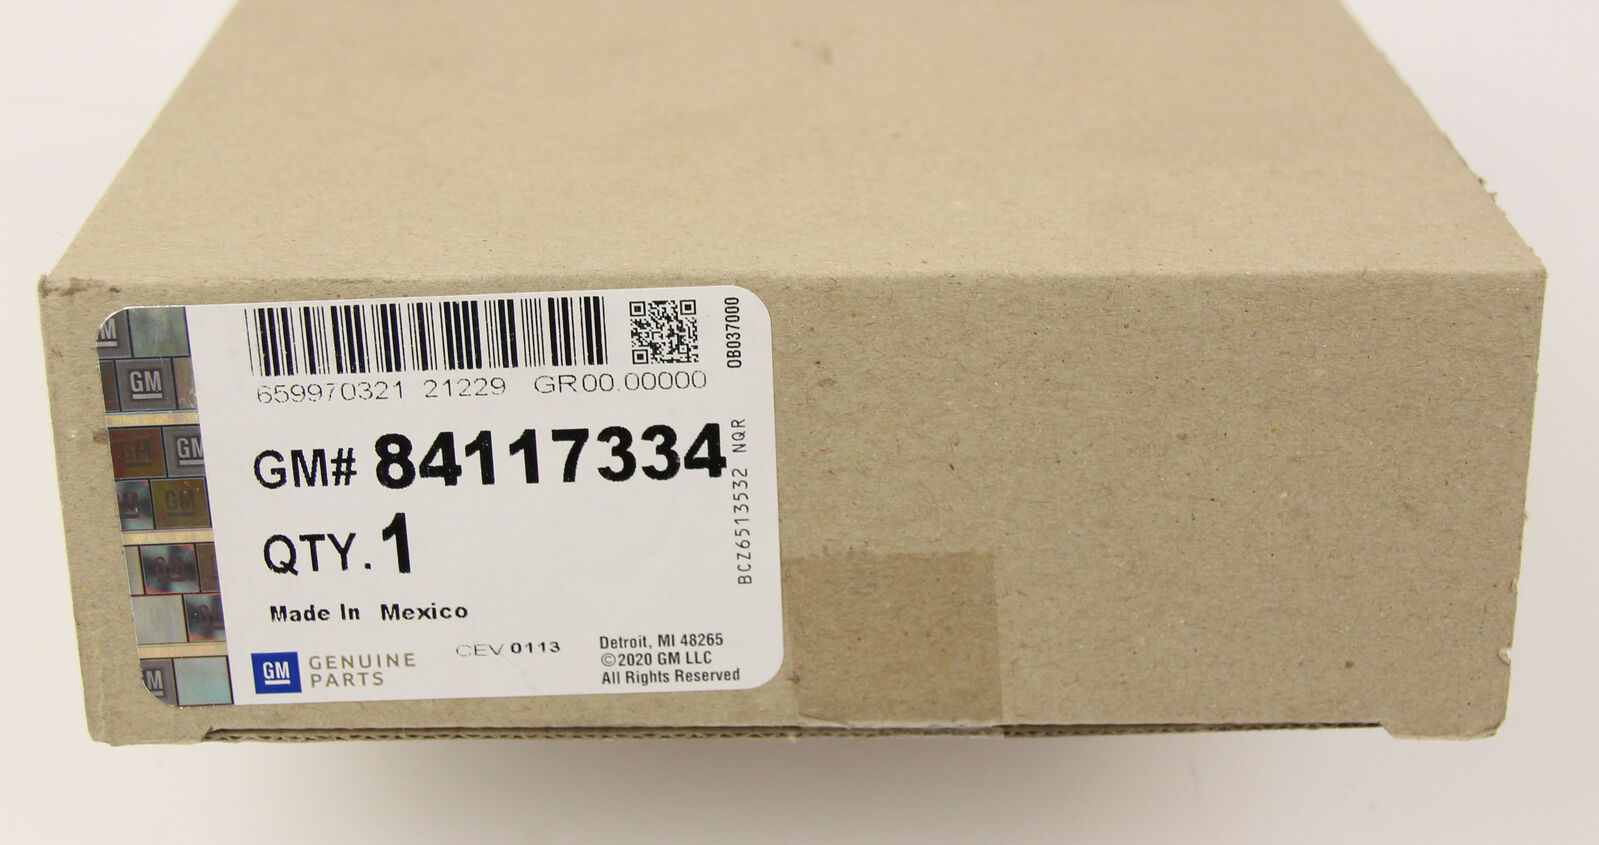 659970321 21229 GR00.00000
0B037000
GM# 84117334
BCZ6513532 NQR
QTY. 1
Made In Mexico
CEV 0113
GM GENUINE
PARTS
Detroit, MI 48265
©2020 GM LLC
All Rights Reserved
GM
GM
GM